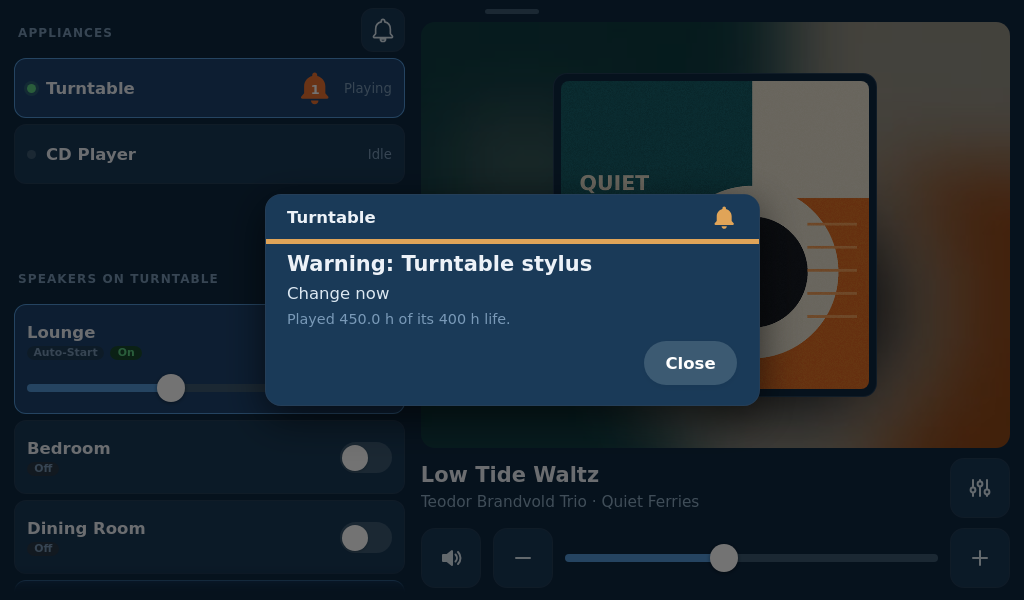 APPLIANCES
Turntable
1
Playing
CD Player
Idle
SPEAKERS ON TURNTABLE
Lounge
Auto-Start On
Bedroom
Off
Dining Room
Off
QUIET
Turntable
Warning: Turntable stylus
Change now
Played 450.0 h of its 400 h life.
Close
Low Tide Waltz
Teodor Brandvold Trio · Quiet Ferries